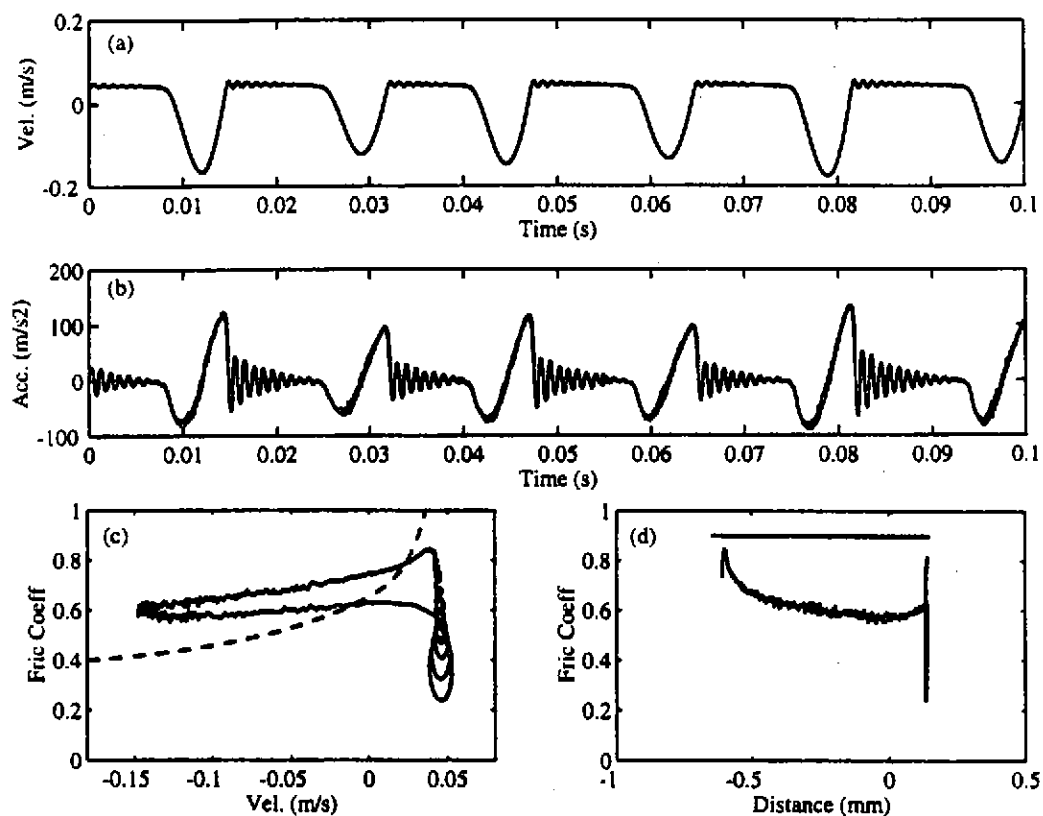 0.2
(a)
Vel. (m/s)
0
-0.2
0 0.01 0.02 0.03 0.04 0.05 0.06 0.07 0.08 0.09 0.1
Time (s)
200
(b)
Acc. (m/s2)
100
0
-100
0 0.01 0.02 0.03 0.04 0.05 0.06 0.07 0.08 0.09 0.1
Time (s)
1
(c)
0.8
Fric Coeff
0.6
0.4
0.2
0
-0.15 -0.1 -0.05 0 0.05
Vel. (m/s)
1
(d)
0.8
Fric Coeff
0.6
0.4
0.2
0
-1 -0.5 0 0.5
Distance (mm)